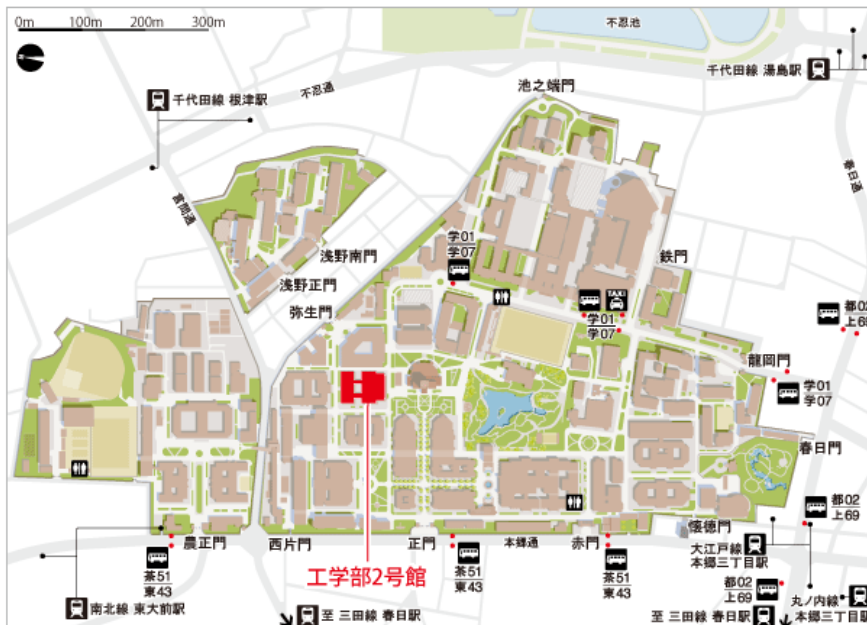 0m 100m 200m 300m
不忍池
千代田線 湯島駅
千代田線 根津駅
不忍通
池之端門
春日通
言問通
浅野南門
浅野正門
弥生門
学01
学07
鉄門
TAXI
学01
学07
都02
上69
龍岡門
学01
学07
春日門
都02
上69
懐徳門
大江戸線
本郷三丁目駅
農正門
西片門
正門
本郷通
赤門
工学部2号館
茶51
東43
茶51
東43
茶51
東43
都02
上69
丸ノ内線
本郷三丁目駅
南北線 東大前駅
至 三田線 春日駅
至 三田線 春日駅